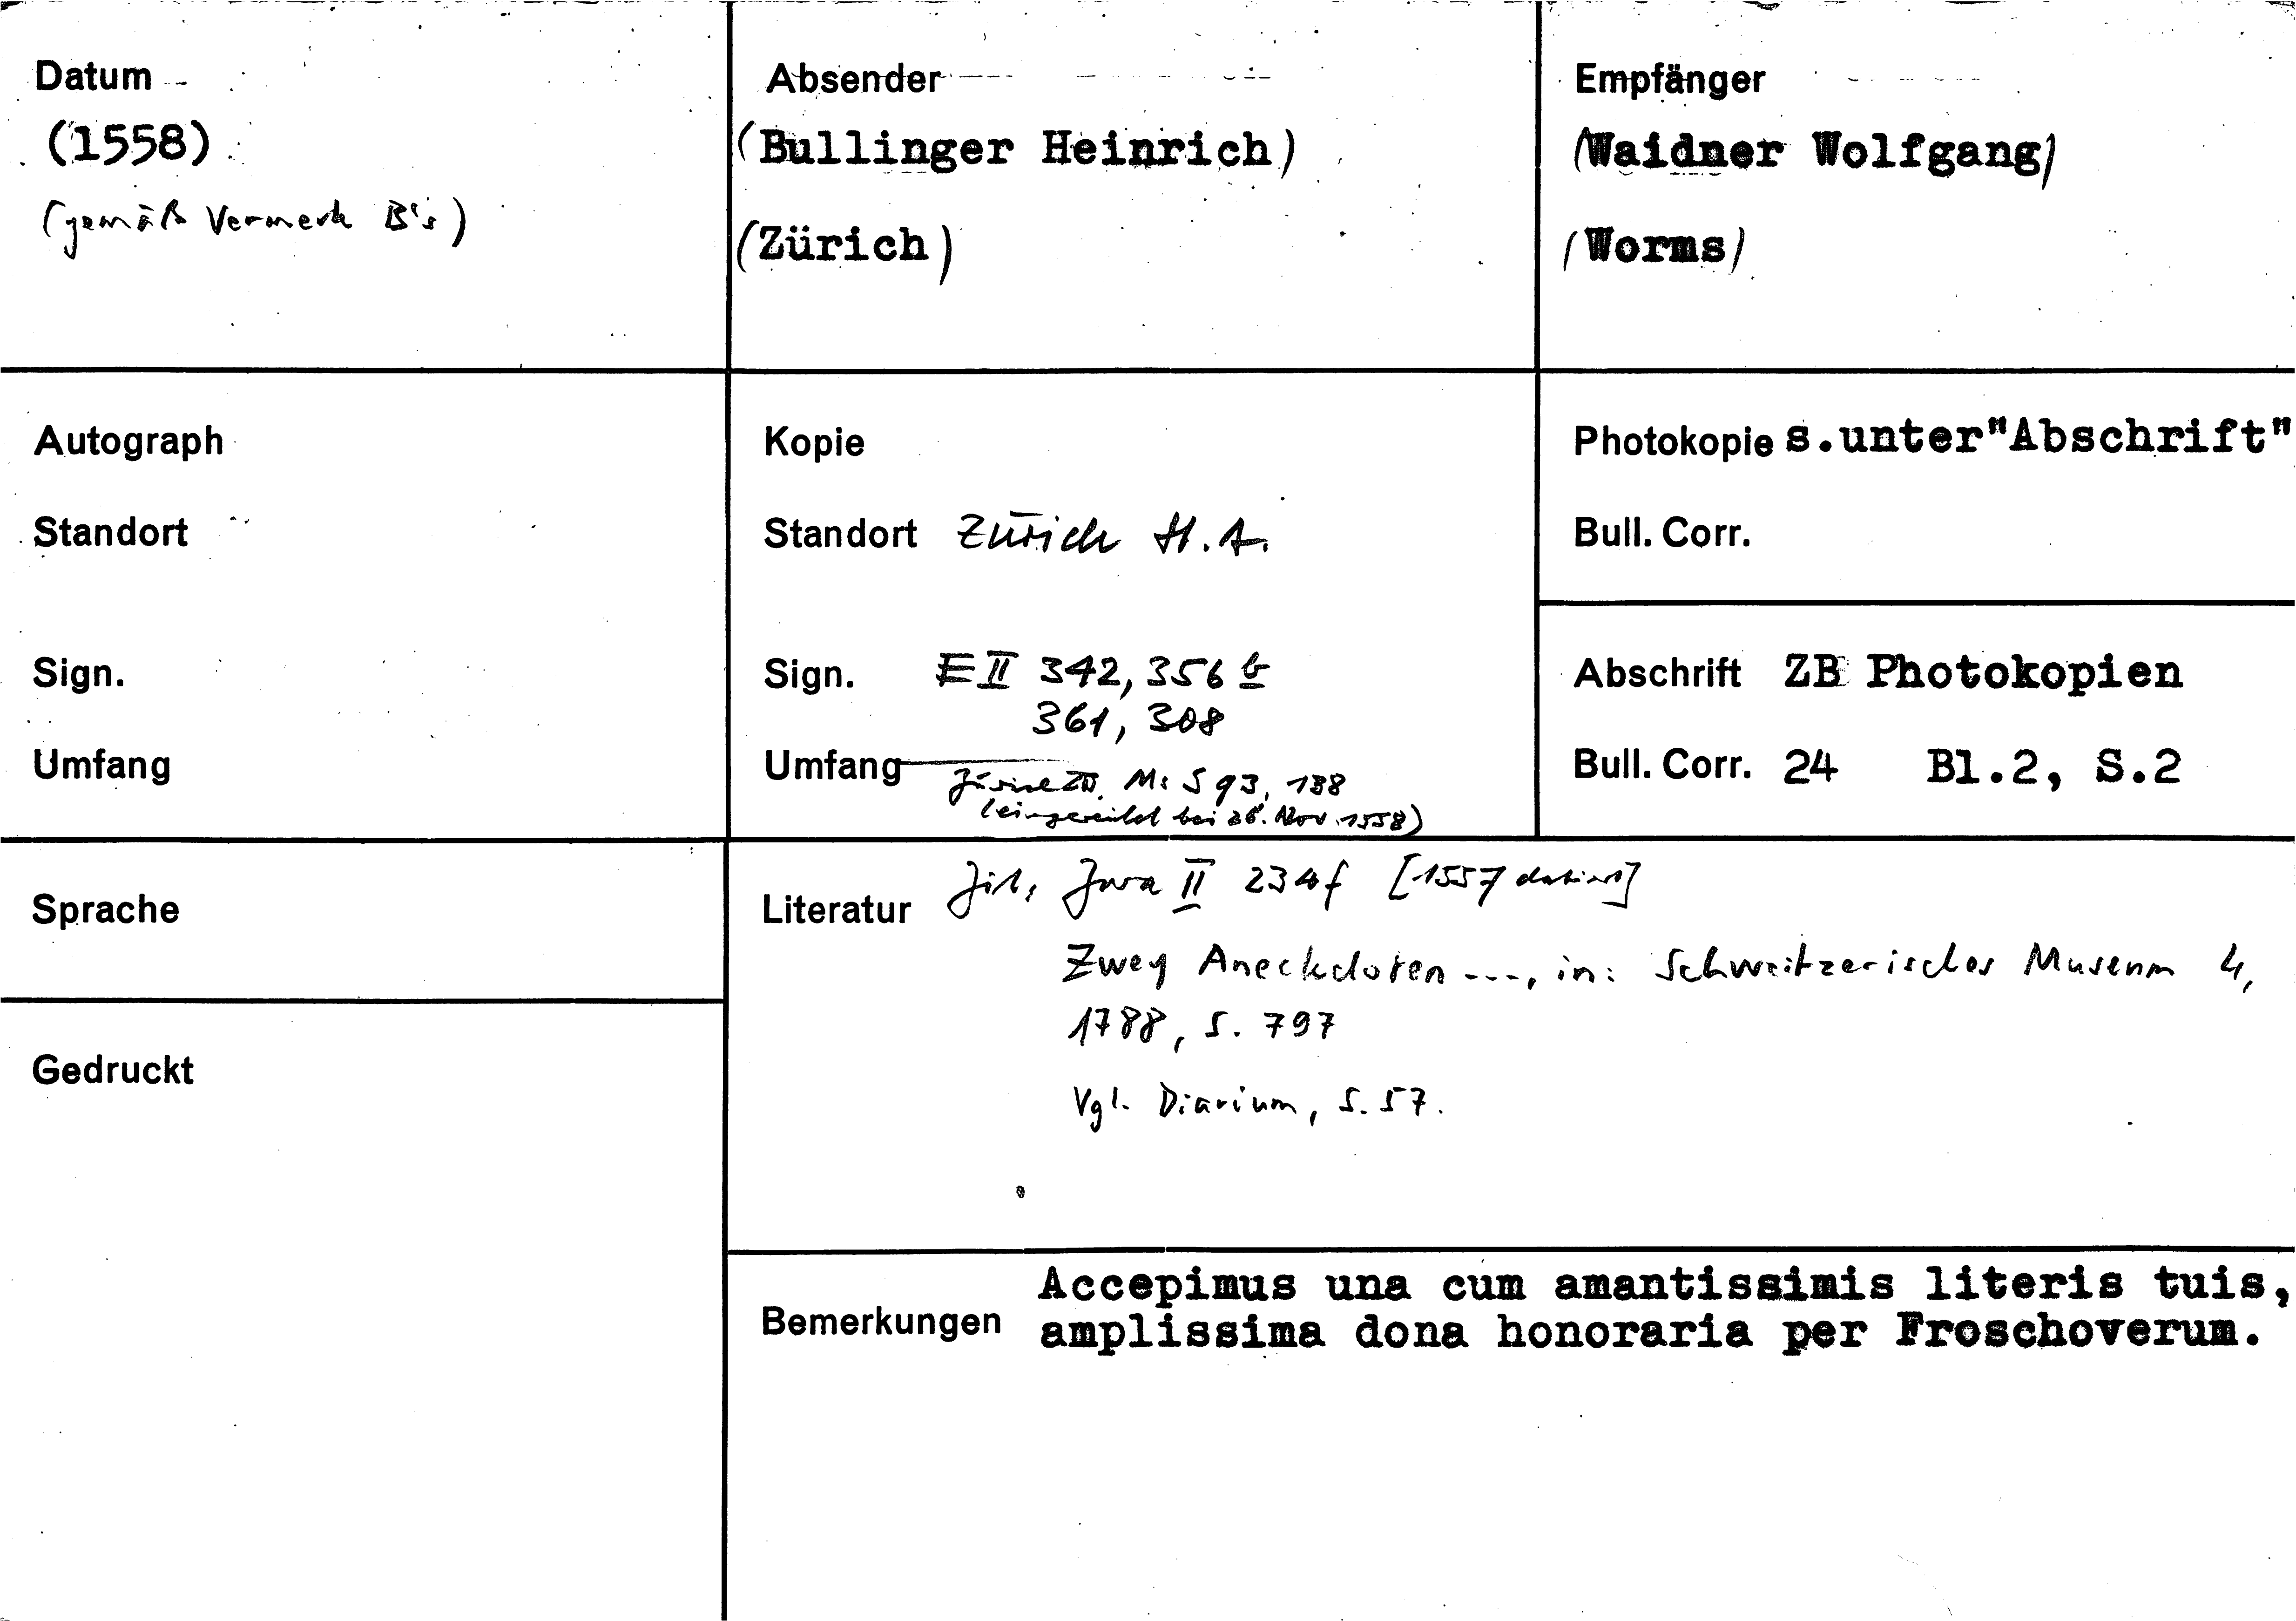 Datum
(1558)
(gemäß Vermerk B's)
Absender
(Bullinger Heinrich)
(Zürich)
Empfänger
(Waidner Wolfgang)
(Worms)
Autograph
Standort
Sign.
Umfang
Kopie
Standort Zürich St.A.
Sign. E II 342, 356 b
361, 308
Umfang Zürich ZB, Ms S 93, 138
(eingereiht bei 28. Nov. 1558)
Photokopie s.unter"Abschrift"
Bull. Corr.
Abschrift ZB Photokopien
Bull. Corr. 24 Bl.2, S.2
Sprache
Gedruckt
Literatur Zit. II 234f [1557 datiert]
Zwey Aneckdoten ---, in: Schweitzerisches Museum 4,
1788, S. 797
Vgl. Diarium, S. 57.
Bemerkungen Accepimus una cum amantissimis literis tuis,
amplissima dona honoraria per Froschoverum.